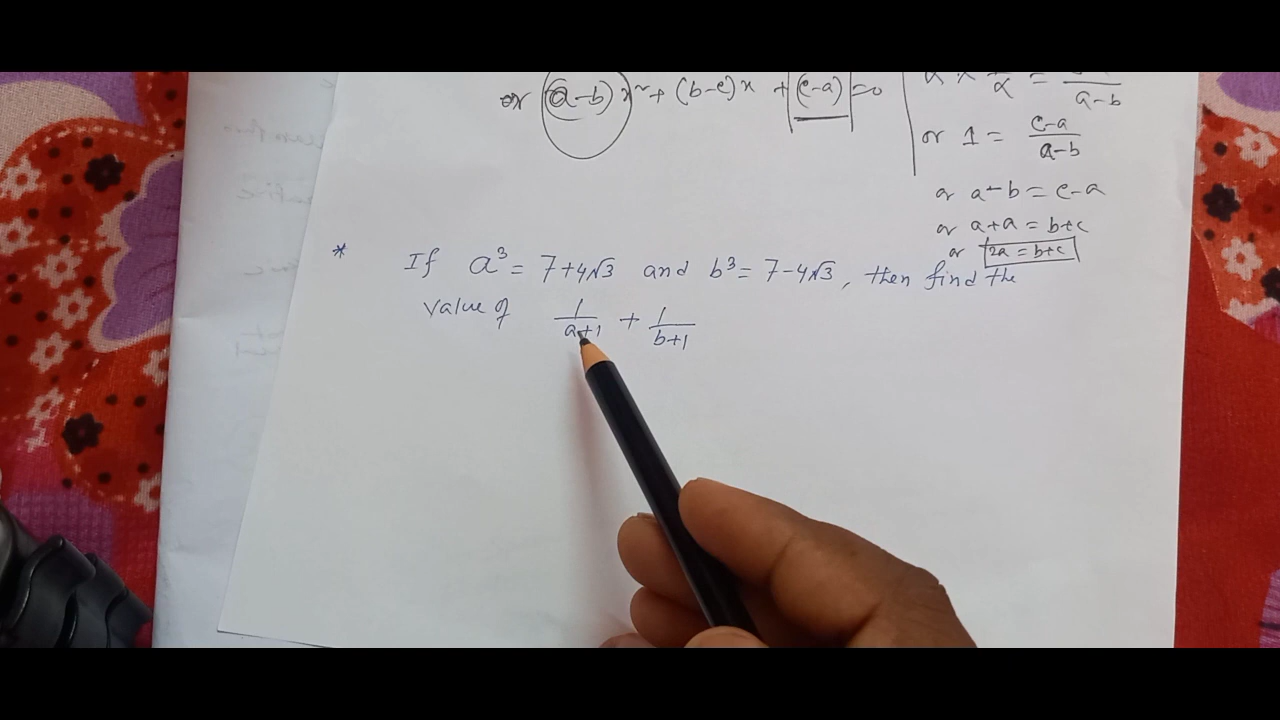 or (a-b)x² + (b-c)x + (c-a) = 0
or 1 = c-a / a-b
or a-b = c-a
or a+a = b+c
or 2a = b+c
* If a³ = 7+4√3 and b³ = 7-4√3, then find the
value of 1/a+1 + 1/b+1